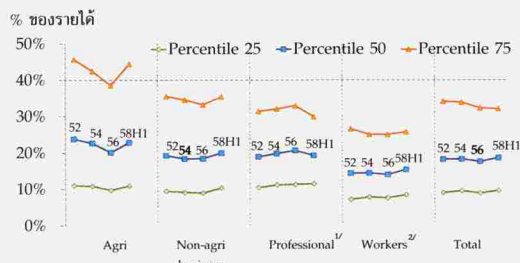 % ของรายได้
50%
Percentile 25 Percentile 50 Percentile 75
40%
30%
52 54 56 58H1
52 54 56 58H1
52 54 56 58H1
52 54 56 58H1
52 54 56 58H1
20%
10%
0%
Agri Non-agri Professional 1/ Workers 2/ Total